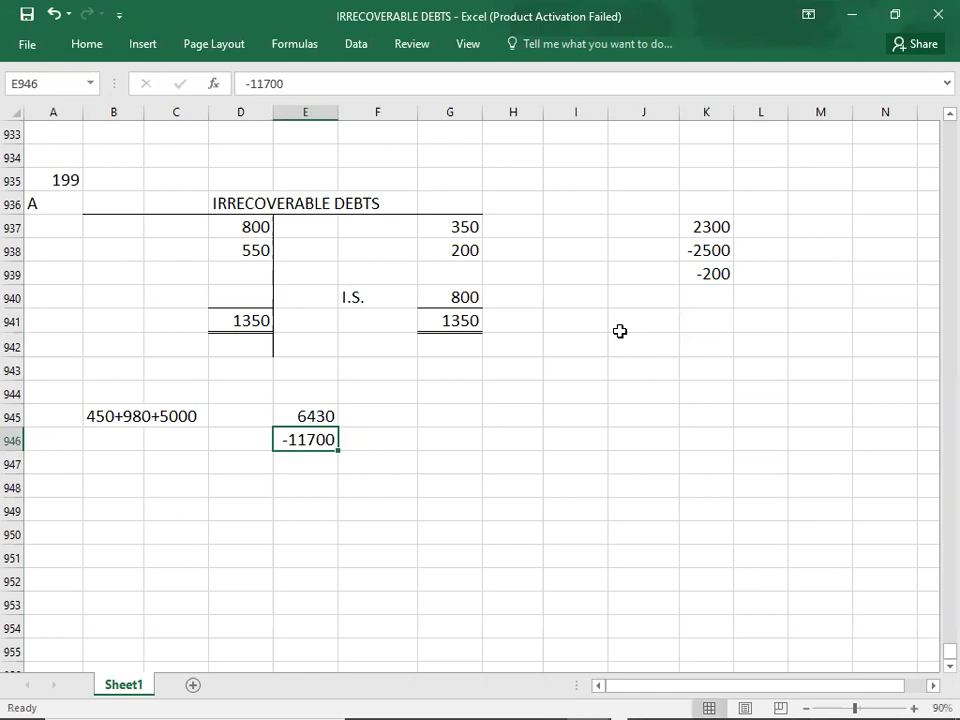 IRRECOVERABLE DEBTS - Excel (Product Activation Failed)
File Home Insert Page Layout Formulas Data Review View Tell me what you want to do... Share
E946 fx -11700
A B C D E F G H I J K L M N
933
934
935 199
936 A IRRECOVERABLE DEBTS
937 800 350 2300
938 550 200 -2500
939 -200
940 I.S. 800
941 1350 1350
942
943
944
945 450+980+5000 6430
946 -11700
947
948
949
950
951
952
953
954
955
Sheet1
Ready 90%